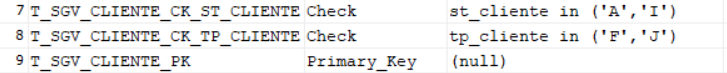 7 T_SGV_CLIENTE_CK_ST_CLIENTE Check st_cliente in ('A','I')
8 T_SGV_CLIENTE_CK_TP_CLIENTE Check tp_cliente in ('F','J')
9 T_SGV_CLIENTE_PK Primary_Key (null)